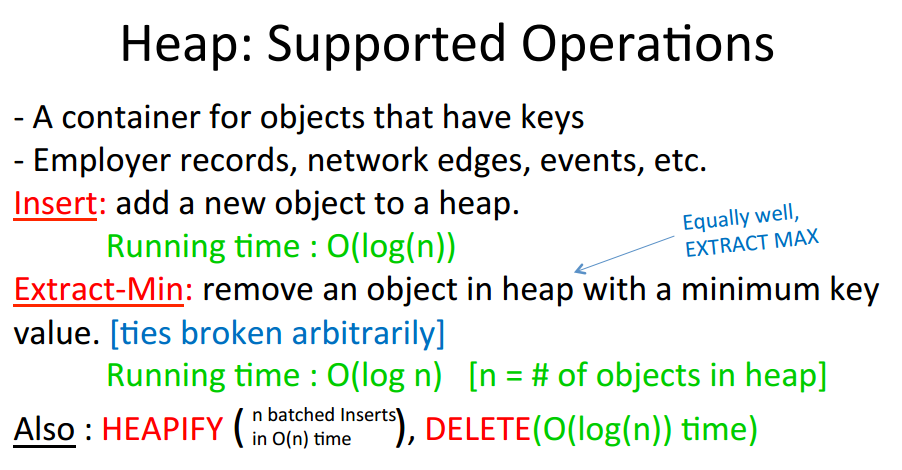 Heap: Supported Operations
- A container for objects that have keys
- Employer records, network edges, events, etc.
Insert: add a new object to a heap.
Running time : O(log(n))
Equally well,
EXTRACT MAX
Extract-Min: remove an object in heap with a minimum key
value. [ties broken arbitrarily]
Running time : O(log n) [n = # of objects in heap]
Also : HEAPIFY ( n batched Inserts
in O(n) time ), DELETE(O(log(n)) time)